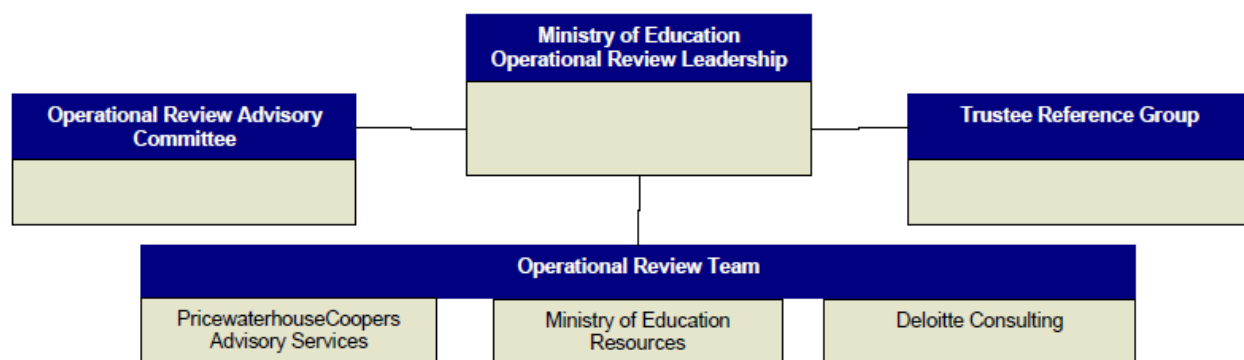 Ministry of Education
Operational Review Leadership
Operational Review Advisory
Committee
Trustee Reference Group
Operational Review Team
PricewaterhouseCoopers
Advisory Services
Ministry of Education
Resources
Deloitte Consulting